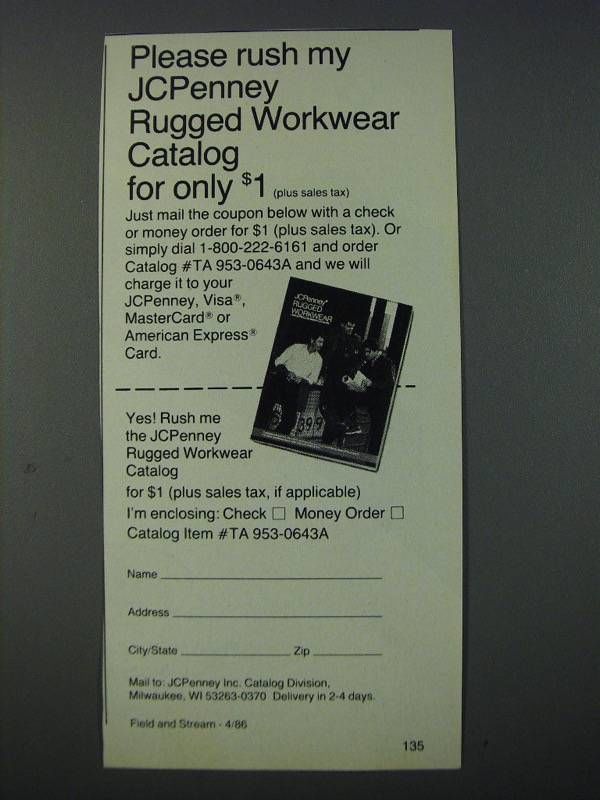 Please rush my
JCPenney
Rugged Workwear
Catalog
for only $1 (plus sales tax)
Just mail the coupon below with a check
or money order for $1 (plus sales tax). Or
simply dial 1-800-222-6161 and order
Catalog #TA 953-0643A and we will
charge it to your
JCPenney, Visa®,
MasterCard® or
American Express®
Card.
JCPenney
RUGGED
WORKWEAR
Yes! Rush me
the JCPenney
Rugged Workwear
Catalog
for $1 (plus sales tax, if applicable)
I'm enclosing: Check □ Money Order □
Catalog Item #TA 953-0643A
Name
Address
City/State Zip
Mail to: JCPenney Inc. Catalog Division,
Milwaukee, WI 53263-0370 Delivery in 2-4 days.
Field and Stream - 4/86
135